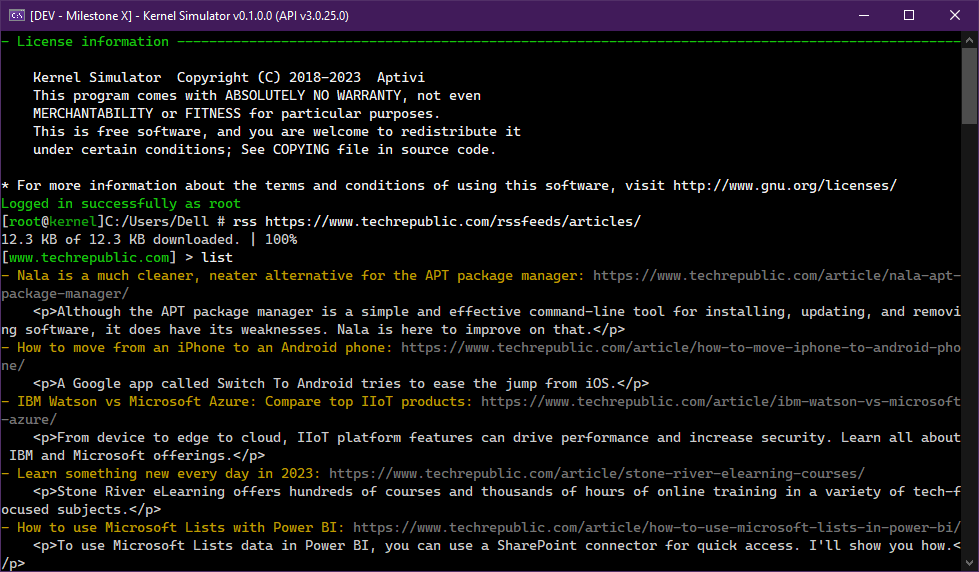 [DEV - Milestone X] - Kernel Simulator v0.1.0.0 (API v3.0.25.0)
- License information -----------------------------------------------------------------------------------------------
Kernel Simulator  Copyright (C) 2018-2023  Aptivi
This program comes with ABSOLUTELY NO WARRANTY, not even
MERCHANTABILITY or FITNESS for particular purposes.
This is free software, and you are welcome to redistribute it
under certain conditions; See COPYING file in source code.
* For more information about the terms and conditions of using this software, visit http://www.gnu.org/licenses/
Logged in successfully as root
[root@kernel]C:/Users/Dell # rss https://www.techrepublic.com/rssfeeds/articles/
12.3 KB of 12.3 KB downloaded. | 100%
[www.techrepublic.com] > list
- Nala is a much cleaner, neater alternative for the APT package manager: https://www.techrepublic.com/article/nala-apt-
package-manager/
<p>Although the APT package manager is a simple and effective command-line tool for installing, updating, and removi
ng software, it does have its weaknesses. Nala is here to improve on that.</p>
- How to move from an iPhone to an Android phone: https://www.techrepublic.com/article/how-to-move-iphone-to-android-pho
ne/
<p>A Google app called Switch To Android tries to ease the jump from iOS.</p>
- IBM Watson vs Microsoft Azure: Compare top IIoT products: https://www.techrepublic.com/article/ibm-watson-vs-microsoft
-azure/
<p>From device to edge to cloud, IIoT platform features can drive performance and increase security. Learn all about
IBM and Microsoft offerings.</p>
- Learn something new every day in 2023: https://www.techrepublic.com/article/stone-river-elearning-courses/
<p>Stone River eLearning offers hundreds of courses and thousands of hours of online training in a variety of tech-f
ocused subjects.</p>
- How to use Microsoft Lists with Power BI: https://www.techrepublic.com/article/how-to-use-microsoft-lists-in-power-bi/
<p>To use Microsoft Lists data in Power BI, you can use a SharePoint connector for quick access. I'll show you how.<
/p>